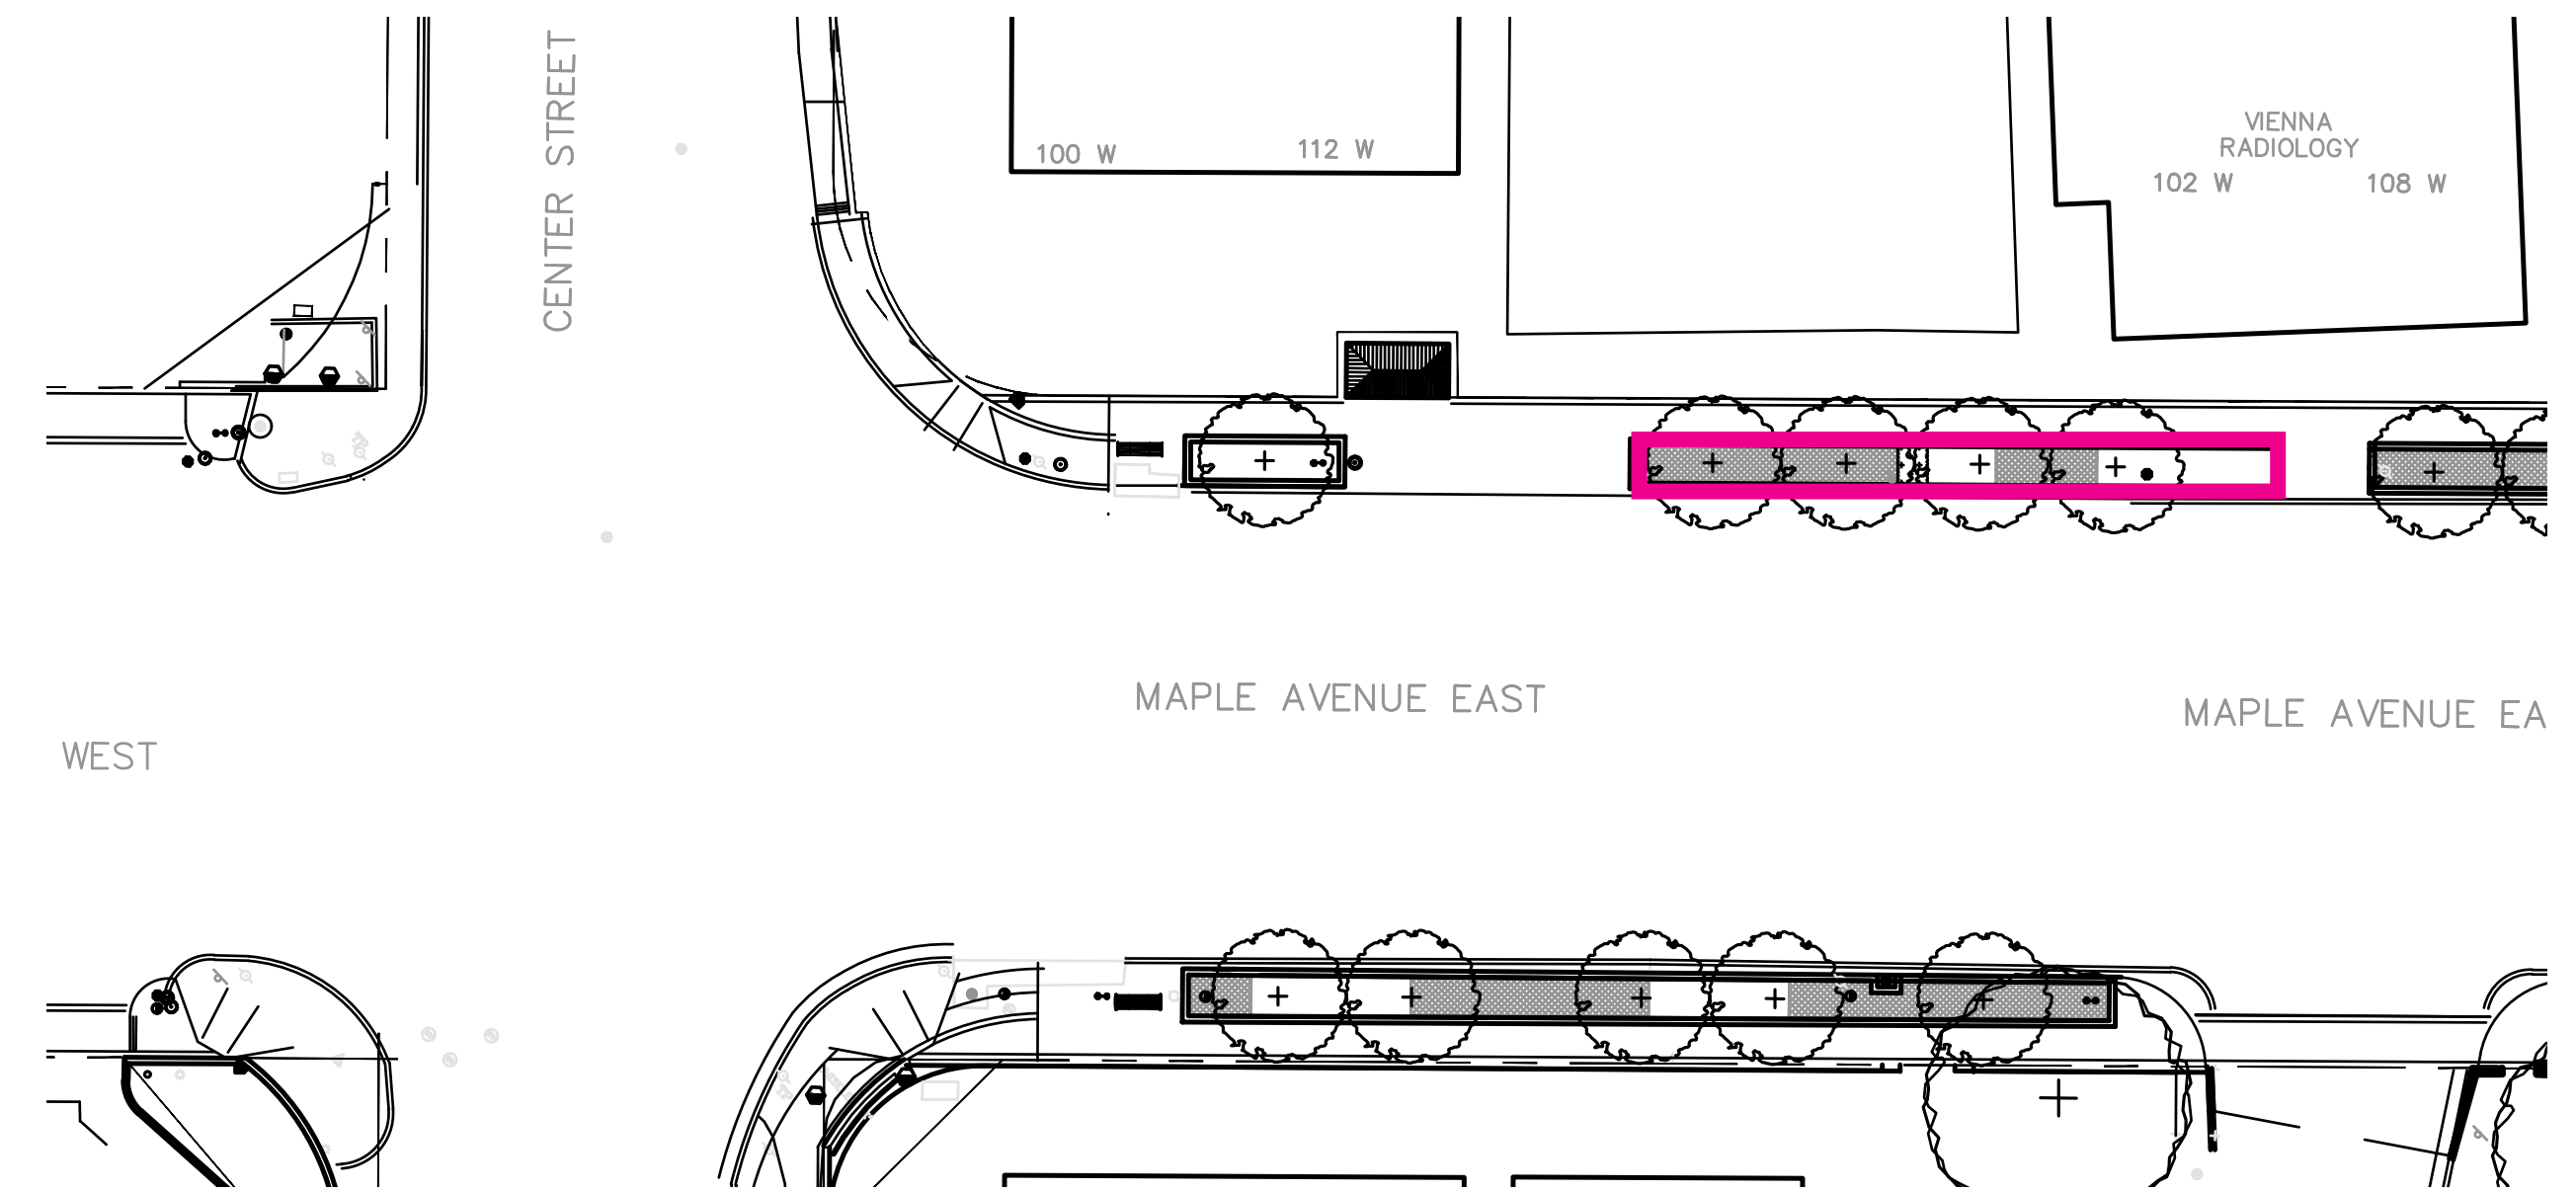 CENTER STREET
100 W
112 W
VIENNA
RADIOLOGY
102 W
108 W
MAPLE AVENUE EAST
MAPLE AVENUE EA
WEST